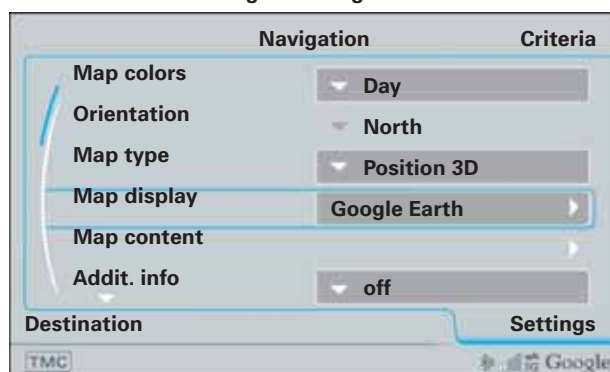 Navigation Criteria
Map colors Day
Orientation North
Map type Position 3D
Map display Google Earth
Map content
Addit. info off
Destination Settings
TMC Google